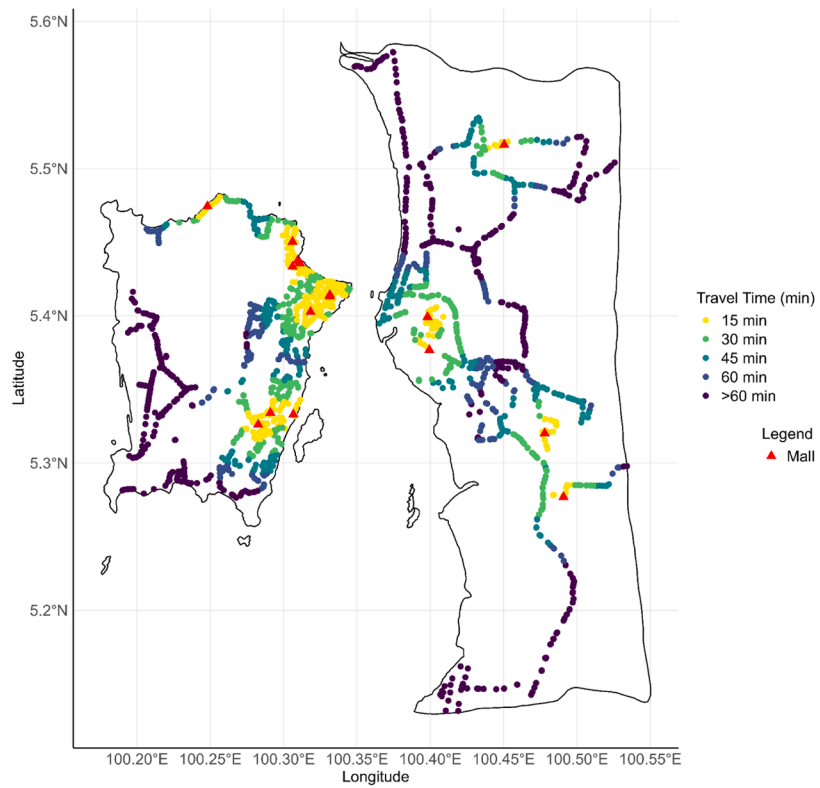 5.6°N
5.5°N
5.4°N
5.3°N
5.2°N
Latitude
100.20°E 100.25°E 100.30°E 100.35°E 100.40°E 100.45°E 100.50°E 100.55°E
Longitude
Travel Time (min)
15 min
30 min
45 min
60 min
>60 min
Legend
Mall